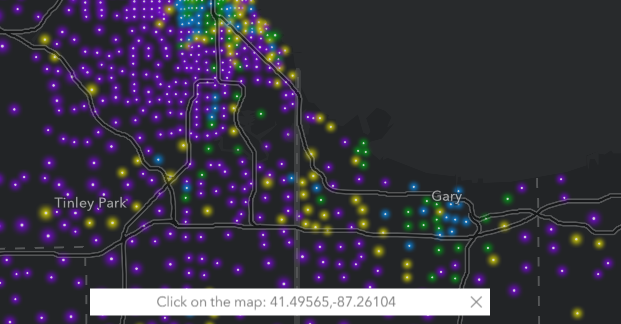 Tinley Park
Gary
Click on the map: 41.49565,-87.26104